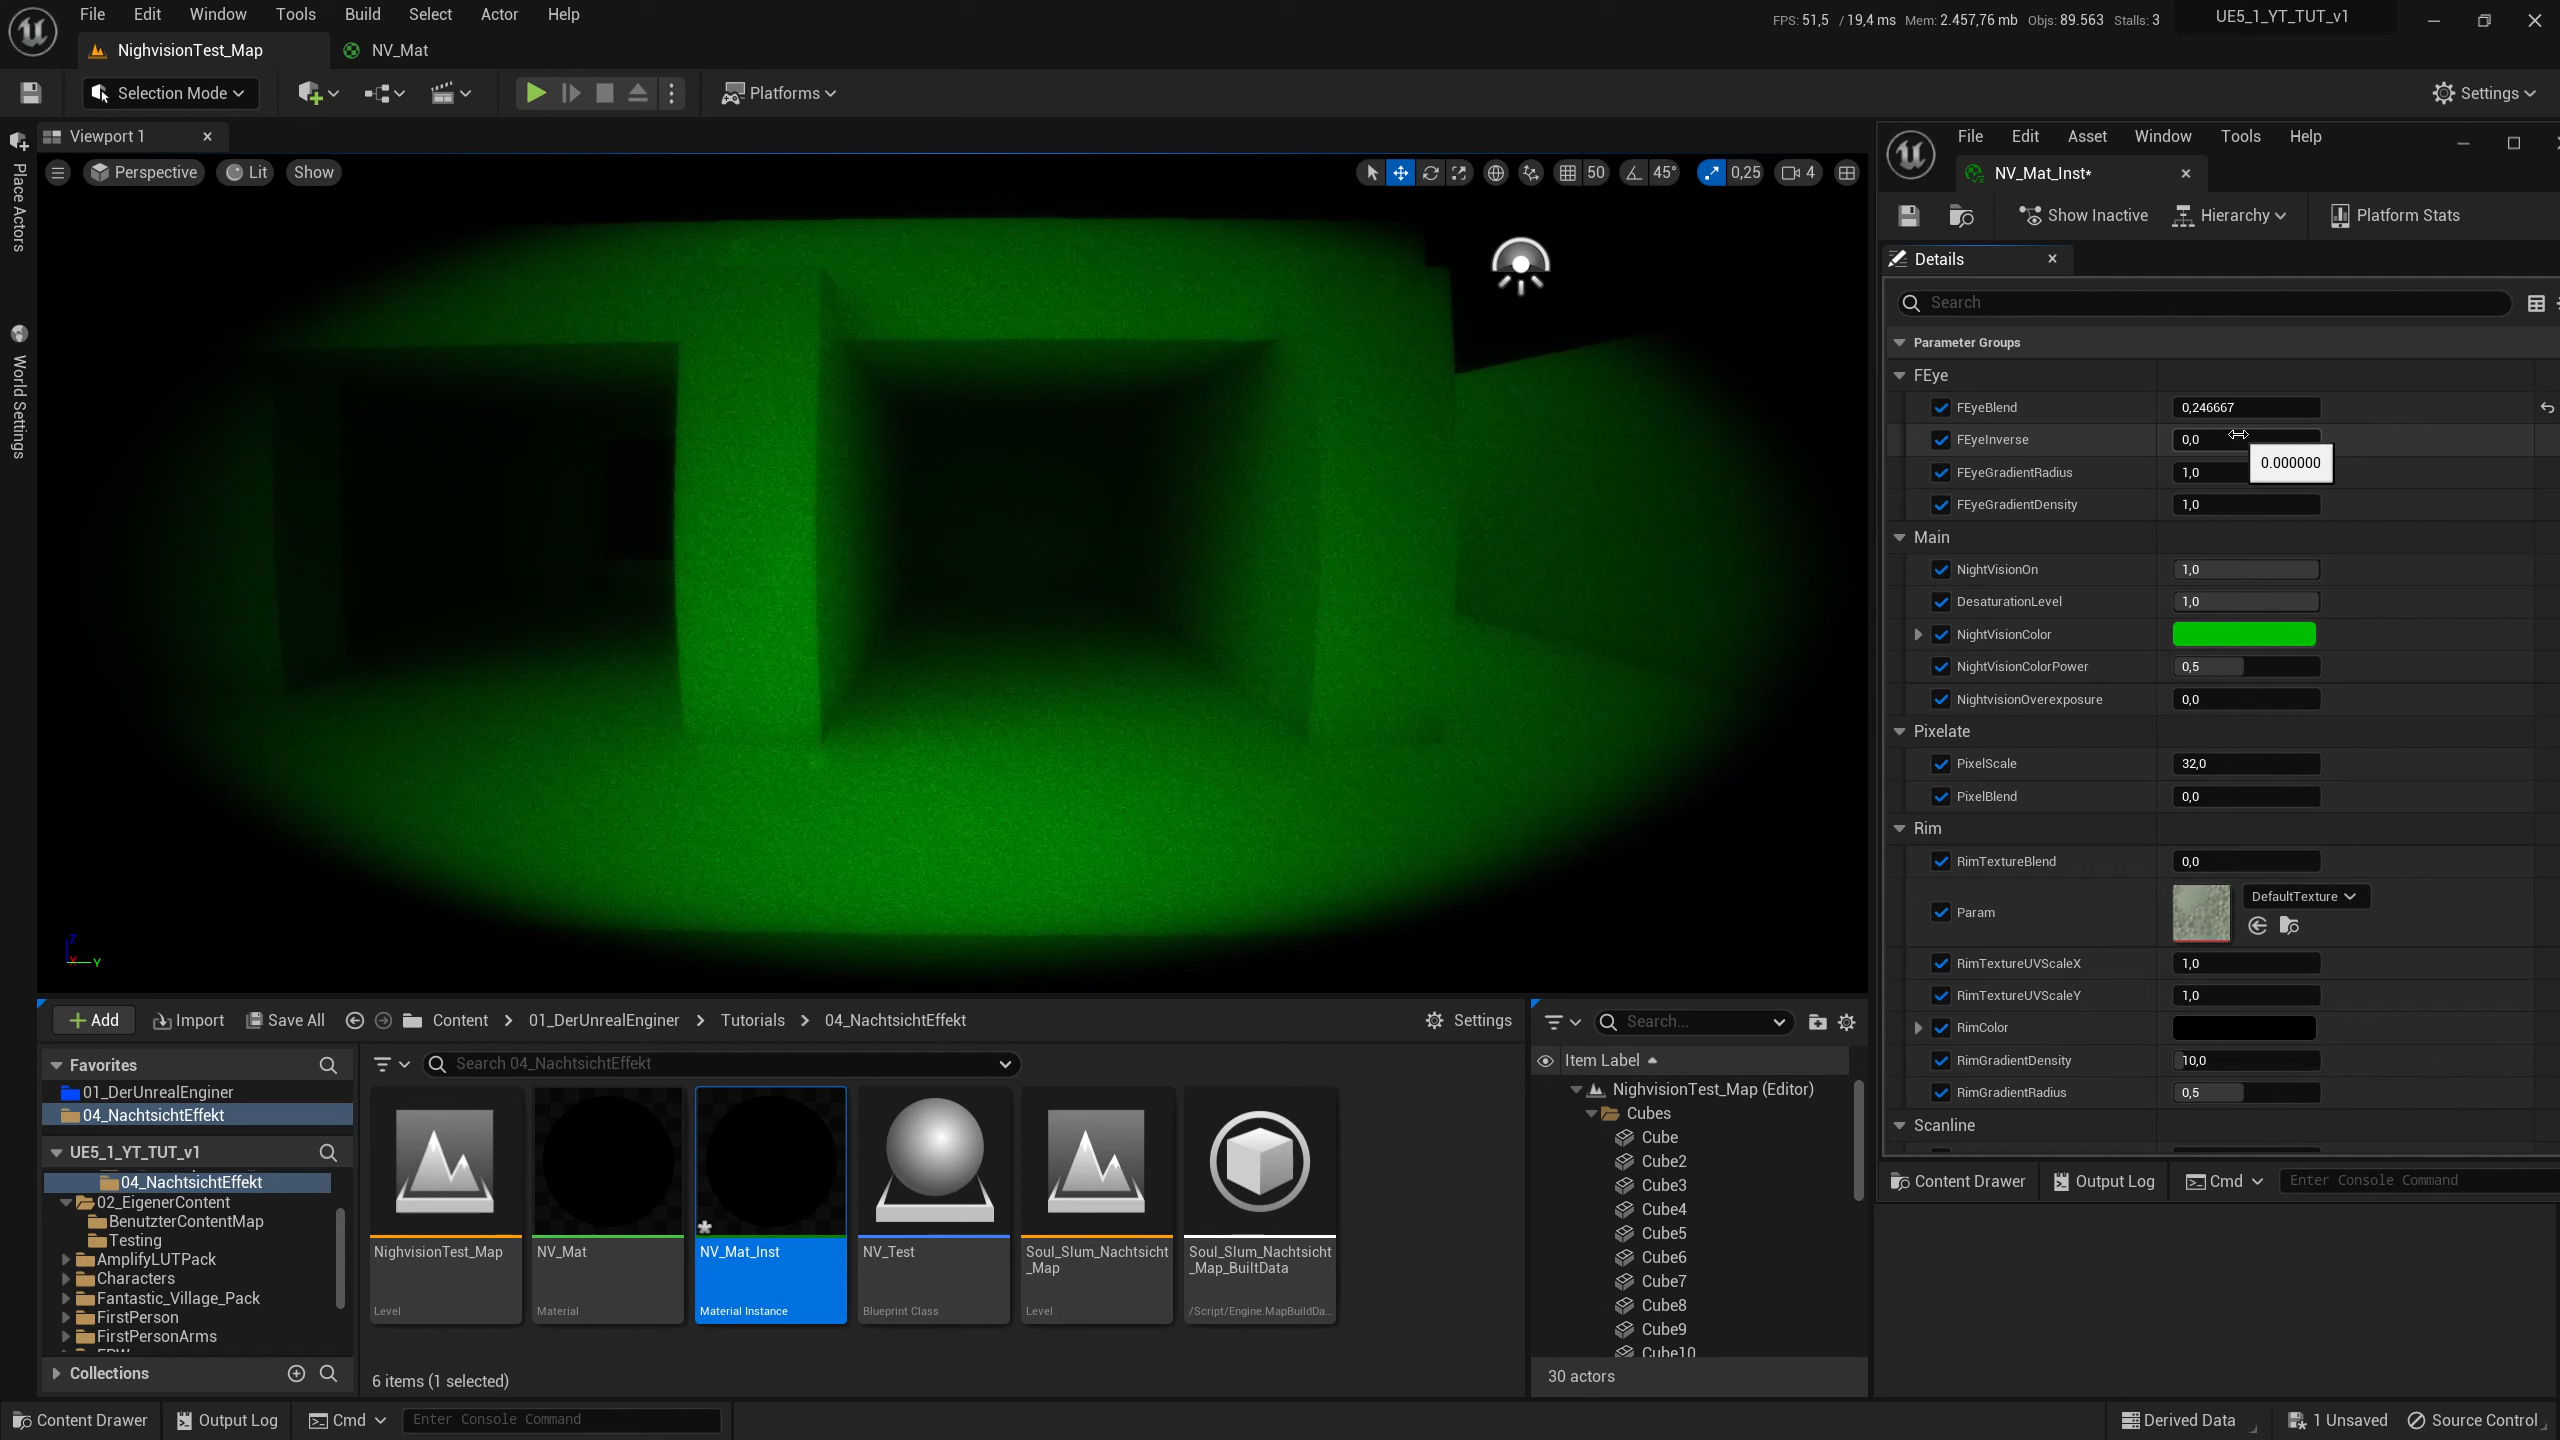 File Edit Window Tools Build Select Actor Help
FPS: 51,5 / 19,4 ms Mem: 2.457,76 mb Objs: 89.563 Stalls: 3
UE5_1_YT_TUT_v1
NighvisionTest_Map
NV_Mat
Selection Mode
Platforms
Settings
Place Actors
World Settings
Viewport 1
Perspective
Lit
Show
50
45°
0,25
4
Z
X
Y
File Edit Asset Window Tools Help
NV_Mat_Inst*
Show Inactive
Hierarchy
Platform Stats
Details
Search
Parameter Groups
FEye
FEyeBlend 0,246667
FEyeInverse 0,0
0.000000
FEyeGradientRadius 1,0
FEyeGradientDensity 1,0
Main
NightVisionOn 1,0
DesaturationLevel 1,0
NightVisionColor
NightVisionColorPower 0,5
NightvisionOverexposure 0,0
Pixelate
PixelScale 32,0
PixelBlend 0,0
Rim
RimTextureBlend 0,0
Param
DefaultTexture
RimTextureUVScaleX 1,0
RimTextureUVScaleY 1,0
RimColor
RimGradientDensity 10,0
RimGradientRadius 0,5
Scanline
Content Drawer
Output Log
Cmd
Enter Console Command
Add
Import
Save All
Content > 01_DerUnrealEnginer > Tutorials > 04_NachtsichtEffekt
Settings
Favorites
01_DerUnrealEnginer
04_NachtsichtEffekt
UE5_1_YT_TUT_v1
04_NachtsichtEffekt
02_EigenerContent
BenutzterContentMap
Testing
AmplifyLUTPack
Characters
Fantastic_Village_Pack
FirstPerson
FirstPersonArms
Collections
Search 04_NachtsichtEffekt
NighvisionTest_Map
Level
NV_Mat
Material
NV_Mat_Inst
Material Instance
NV_Test
Blueprint Class
Soul_Slum_Nachtsicht
_Map
Level
Soul_Slum_Nachtsicht
_Map_BuiltData
/Script/Engine.MapBuildDa...
6 items (1 selected)
Search...
Item Label
NighvisionTest_Map (Editor)
Cubes
Cube
Cube2
Cube3
Cube4
Cube5
Cube6
Cube7
Cube8
Cube9
Cube10
30 actors
Content Drawer
Output Log
Cmd
Enter Console Command
Derived Data
1 Unsaved
Source Control